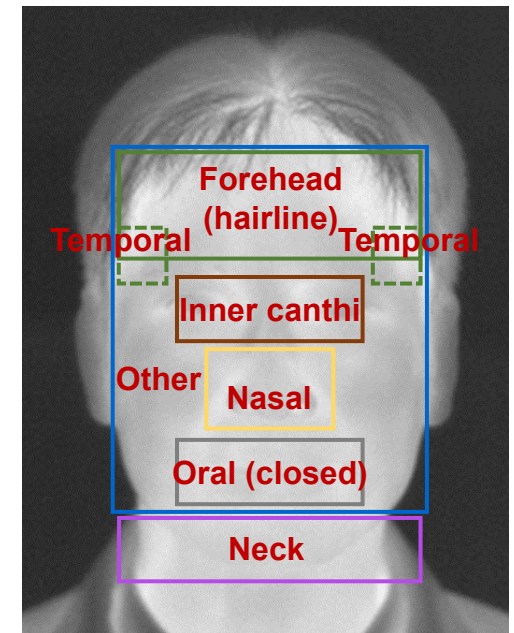 Forehead
(hairline)
Temporal
Temporal
Inner canthi
Other
Nasal
Oral (closed)
Neck